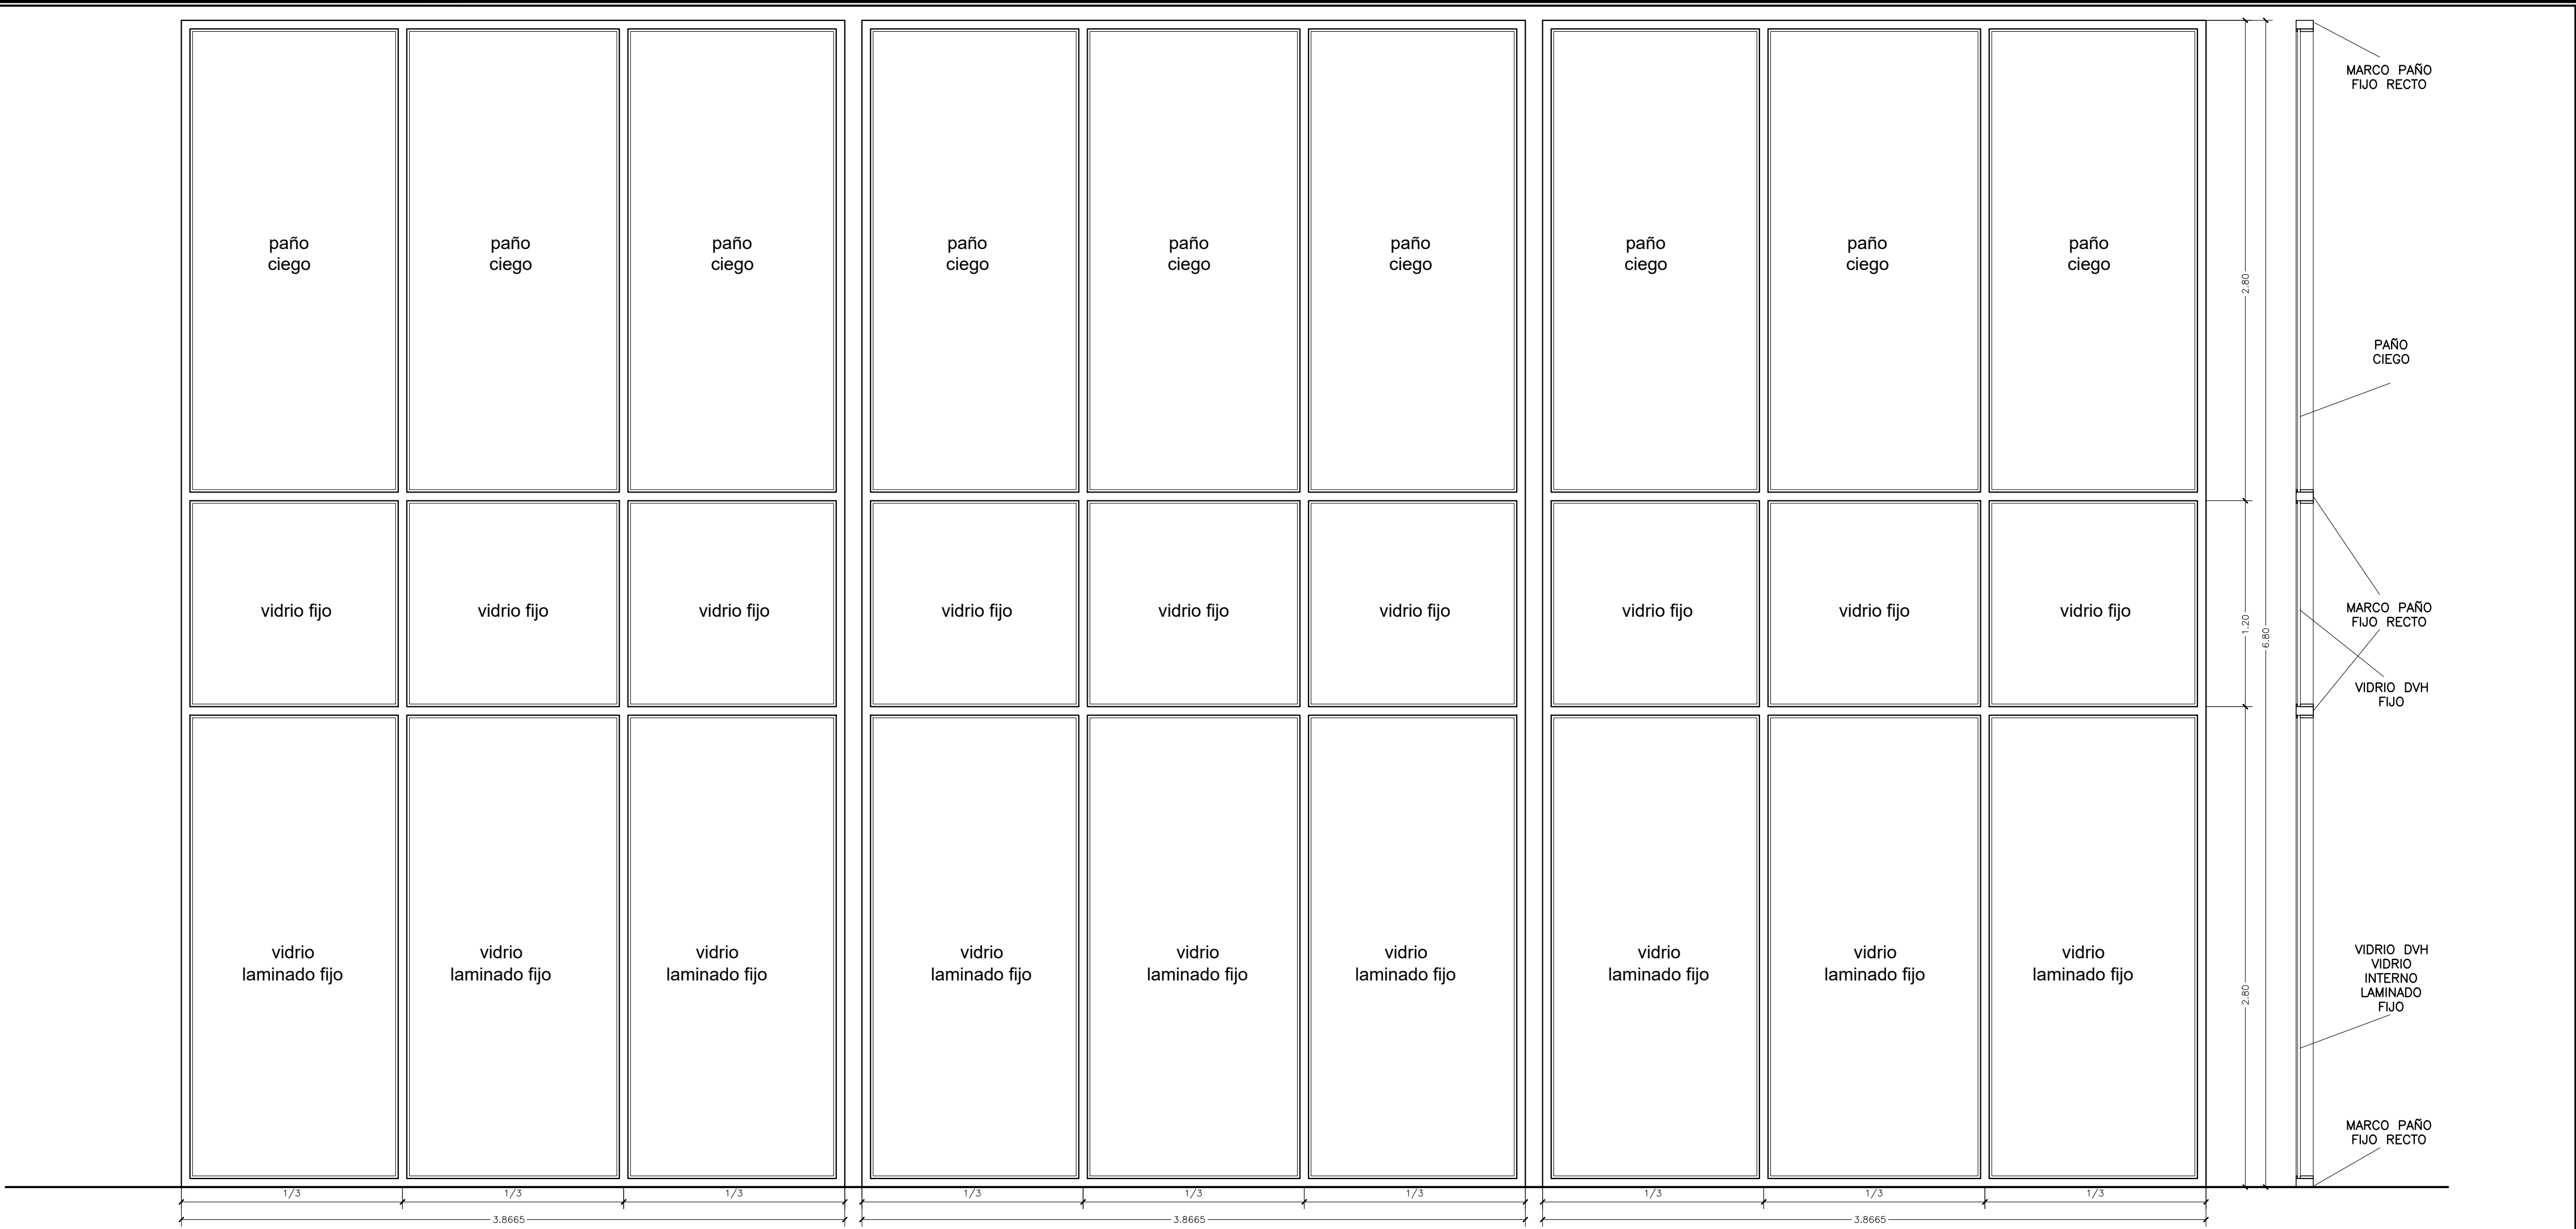 MARCO PAÑO
FIJO RECTO
paño
ciego
paño
ciego
paño
ciego
paño
ciego
paño
ciego
paño
ciego
paño
ciego
paño
ciego
paño
ciego
2.80
PAÑO
CIEGO
vidrio fijo
vidrio fijo
vidrio fijo
vidrio fijo
vidrio fijo
vidrio fijo
vidrio fijo
vidrio fijo
vidrio fijo
1.20
6.80
MARCO PAÑO
FIJO RECTO
VIDRIO DVH
FIJO
vidrio
laminado fijo
vidrio
laminado fijo
vidrio
laminado fijo
vidrio
laminado fijo
vidrio
laminado fijo
vidrio
laminado fijo
vidrio
laminado fijo
vidrio
laminado fijo
vidrio
laminado fijo
2.80
VIDRIO DVH
VIDRIO
INTERNO
LAMINADO
FIJO
MARCO PAÑO
FIJO RECTO
1/3
1/3
1/3
1/3
1/3
1/3
1/3
1/3
1/3
3.8665
3.8665
3.8665